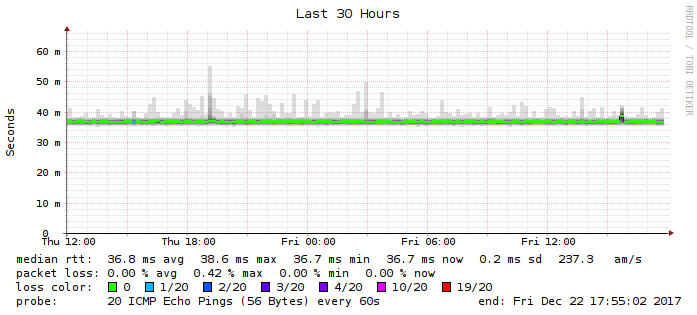 Last 30 Hours
RRDTOOL / TOBI OETIKER
Seconds
60 m
50 m
40 m
30 m
20 m
10 m
0
Thu 12:00 Thu 18:00 Fri 00:00 Fri 06:00 Fri 12:00
median rtt: 36.8 ms avg 38.6 ms max 36.7 ms min 36.7 ms now 0.2 ms sd 237.3 am/s
packet loss: 0.00 % avg 0.42 % max 0.00 % min 0.00 % now
loss color: 0 1/20 2/20 3/20 4/20 10/20 19/20
probe: 20 ICMP Echo Pings (56 Bytes) every 60s end: Fri Dec 22 17:55:02 2017